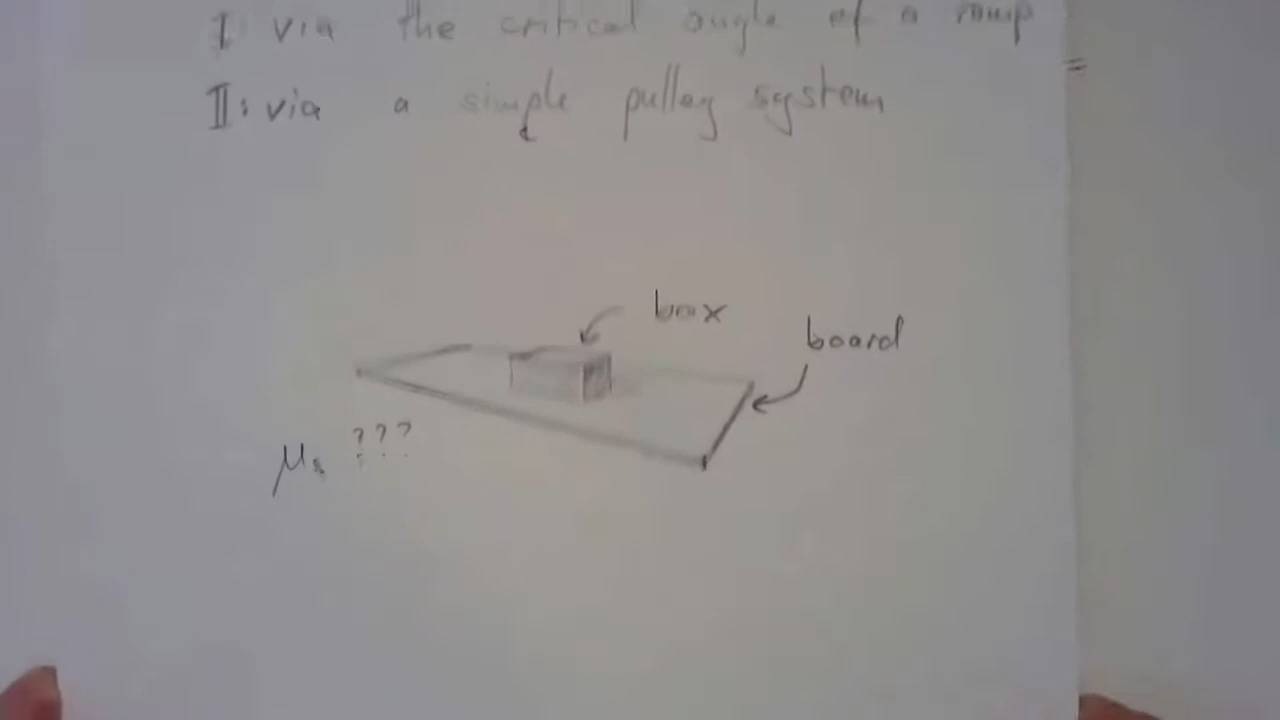 I: via the critical angle of a ramp
II: via a simple pulley system
box
board
μs ???